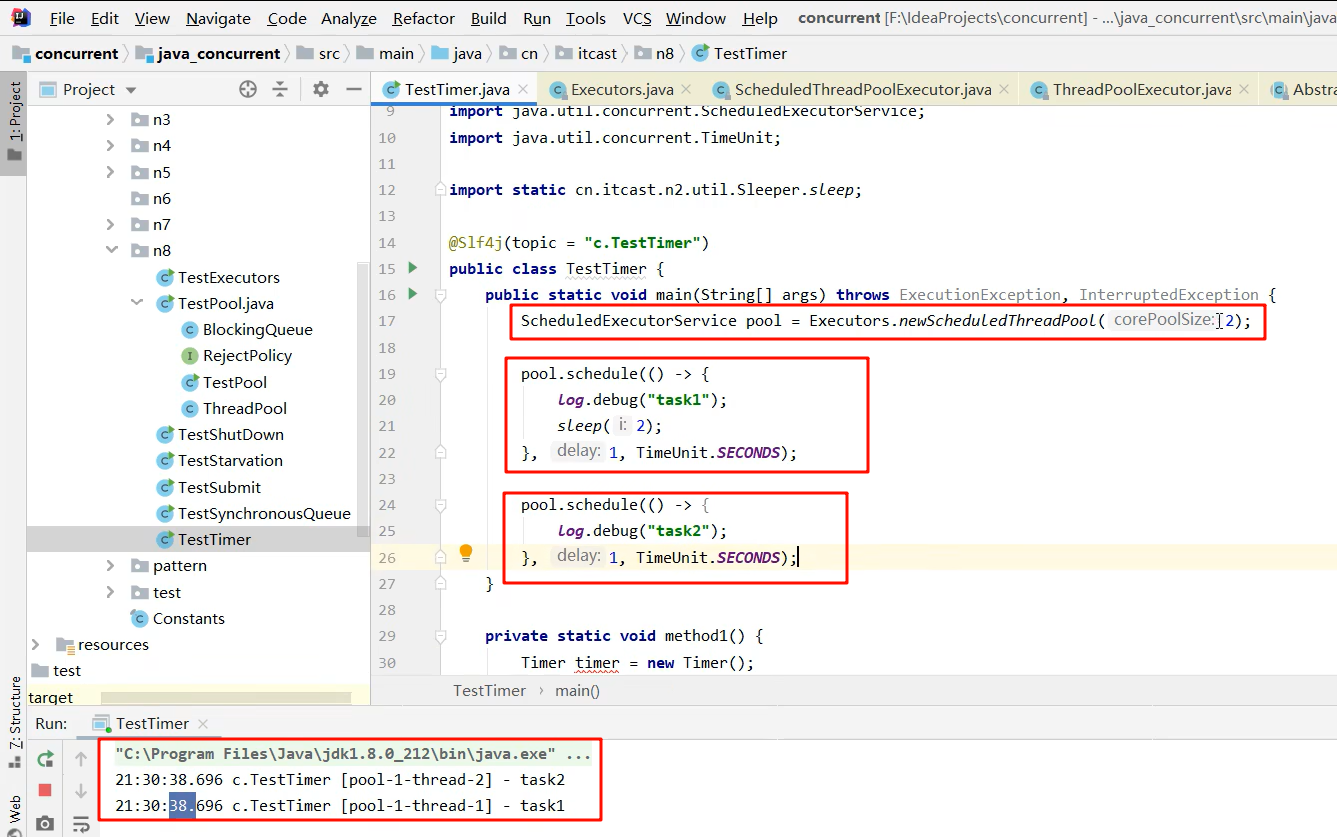 File Edit View Navigate Code Analyze Refactor Build Run Tools VCS Window Help concurrent [F:\IdeaProjects\concurrent] - ...\java_concurrent\src\main\java
concurrent java_concurrent src main java cn itcast n8 TestTimer
1: Project
Project
TestTimer.java Executors.java ScheduledThreadPoolExecutor.java ThreadPoolExecutor.java Abstra
n3
n4
n5
n6
n7
n8
TestExecutors
TestPool.java
BlockingQueue
RejectPolicy
TestPool
ThreadPool
TestShutDown
TestStarvation
TestSubmit
TestSynchronousQueue
TestTimer
pattern
test
Constants
resources
test
target
9 import java.util.concurrent.ScheduledExecutorService;
10 import java.util.concurrent.TimeUnit;
11
12 import static cn.itcast.n2.util.Sleeper.sleep;
13
14 @Slf4j(topic = "c.TestTimer")
15 public class TestTimer {
16 public static void main(String[] args) throws ExecutionException, InterruptedException {
17 ScheduledExecutorService pool = Executors.newScheduledThreadPool( corePoolSize: 2);
18
19 pool.schedule(() -> {
20 log.debug("task1");
21 sleep( i: 2);
22 }, delay: 1, TimeUnit.SECONDS);
23
24 pool.schedule(() -> {
25 log.debug("task2");
26 }, delay: 1, TimeUnit.SECONDS);
27 }
28
29 private static void method1() {
30 Timer timer = new Timer();
TestTimer › main()
7: Structure
Web
Run: TestTimer
"C:\Program Files\Java\jdk1.8.0_212\bin\java.exe" ...
21:30:38.696 c.TestTimer [pool-1-thread-2] - task2
21:30:38.696 c.TestTimer [pool-1-thread-1] - task1